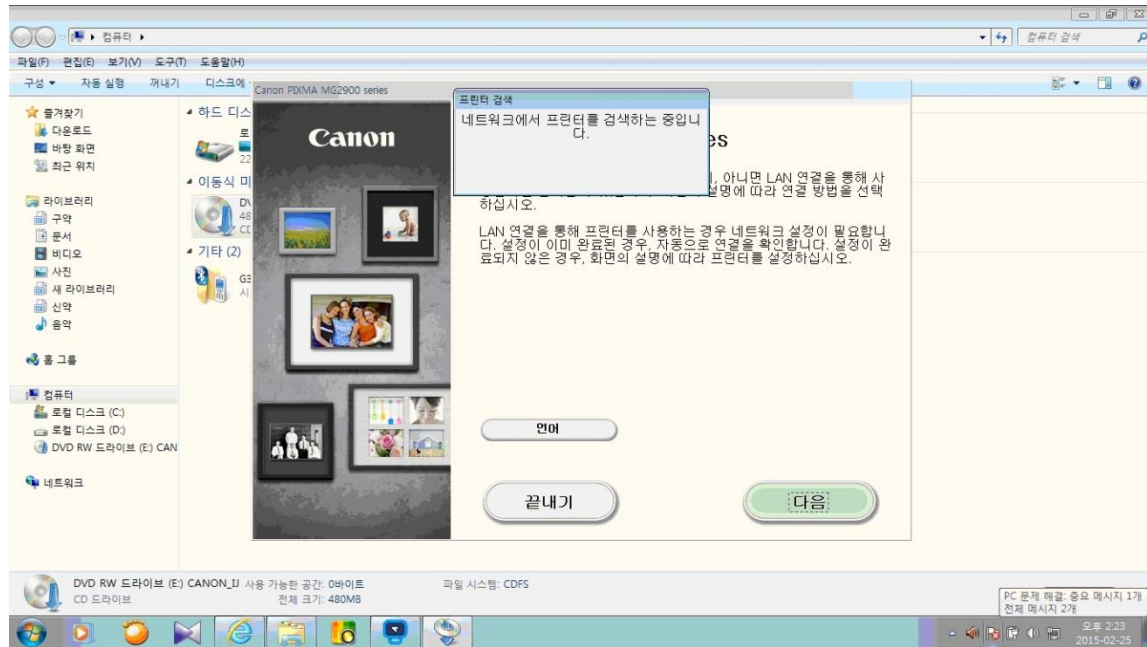 컴퓨터
컴퓨터 검색
파일(F) 편집(E) 보기(V) 도구(T) 도움말(H)
구성 자동 실행 꺼내기 디스크에
즐겨찾기
다운로드
바탕 화면
최근 위치
라이브러리
구약
문서
비디오
사진
새 라이브러리
신약
음악
홈 그룹
컴퓨터
로컬 디스크 (C:)
로컬 디스크 (D:)
DVD RW 드라이브 (E:) CAN
네트워크
하드 디스
로
22
이동식 미
DV
48
CD
기타 (2)
G3
시
Canon PIXMA MG2900 series
Canon
프린터 검색
네트워크에서 프린터를 검색하는 중입니
다.
es
, 아니면 LAN 연결을 통해 사
설명에 따라 연결 방법을 선택
하십시오.
LAN 연결을 통해 프린터를 사용하는 경우 네트워크 설정이 필요합니
다. 설정이 이미 완료된 경우, 자동으로 연결을 확인합니다. 설정이 완
료되지 않은 경우, 화면의 설명에 따라 프린터를 설정하십시오.
언어
끝내기
다음
DVD RW 드라이브 (E:) CANON_IJ 사용 가능한 공간: 0바이트 파일 시스템: CDFS
CD 드라이브 전체 크기: 480MB
PC 문제 해결: 중요 메시지 1개
전체 메시지 2개
오후 2:23
2015-02-25